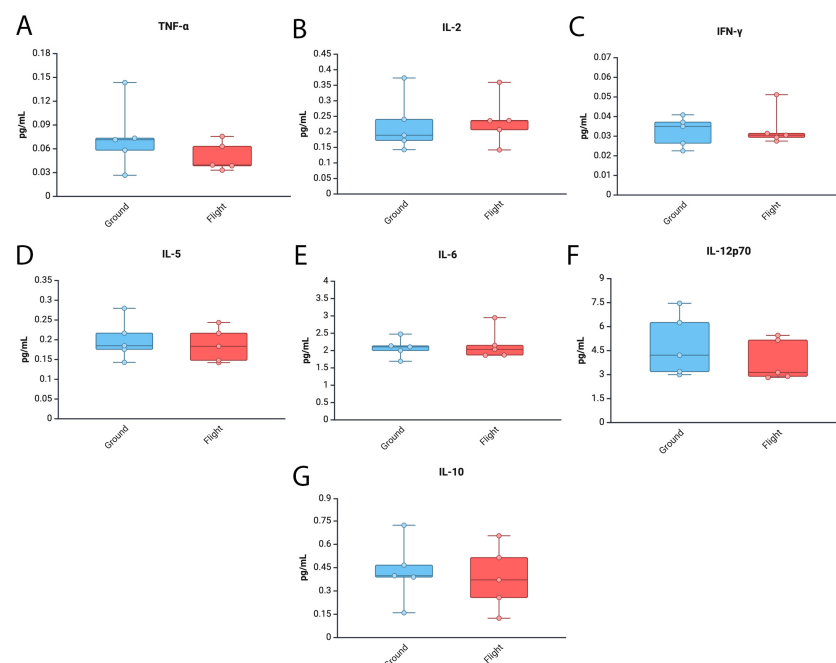 A
TNF-α
pg/mL
0.18
0.15
0.12
0.09
0.06
0.03
0
Ground
Flight
B
IL-2
pg/mL
0.45
0.4
0.35
0.3
0.25
0.2
0.15
0.1
0.05
0
Ground
Flight
C
IFN-γ
pg/mL
0.07
0.06
0.05
0.04
0.03
0.02
0.01
0
Ground
Flight
D
IL-5
pg/mL
0.35
0.3
0.25
0.2
0.15
0.1
0.05
0
Ground
Flight
E
IL-6
pg/mL
4
3.5
3
2.5
2
1.5
1
0.5
0
Ground
Flight
F
IL-12p70
pg/mL
9
7.5
6
4.5
3
1.5
0
Ground
Flight
G
IL-10
pg/mL
0.9
0.75
0.6
0.45
0.3
0.15
0
Ground
Flight